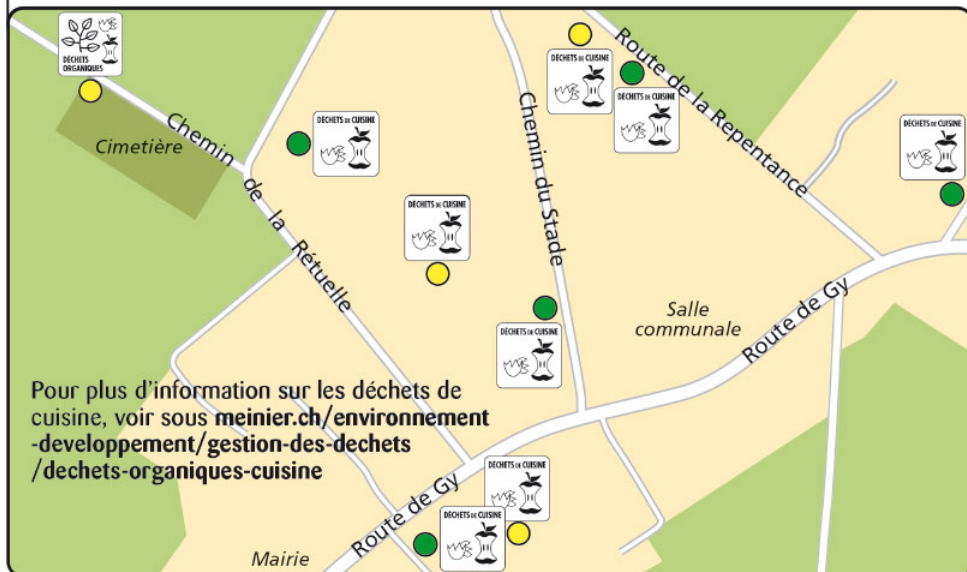 DÉCHETS
ORGANIQUES
Cimetière
Chemin de la Rétuelle
DÉCHETS DE CUISINE
DÉCHETS DE CUISINE
DÉCHETS DE CUISINE
DÉCHETS DE CUISINE
Route de la Repentance
DÉCHETS DE CUISINE
Chemin du Stade
DÉCHETS DE CUISINE
Salle
communale
Route de Gy
Pour plus d'information sur les déchets de
cuisine, voir sous meinier.ch/environnement
-developpement/gestion-des-dechets
/dechets-organiques-cuisine
Route de Gy
DÉCHETS DE CUISINE
DÉCHETS DE CUISINE
Mairie